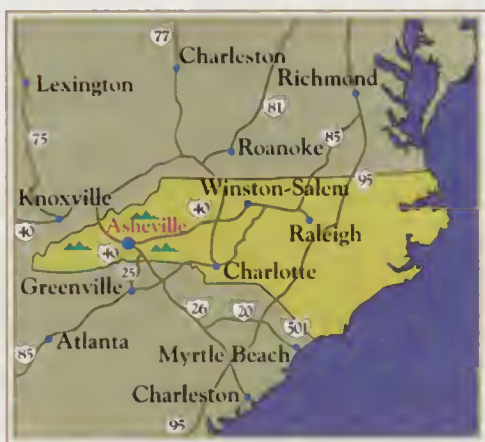 77
Charleston
Richmond
Lexington
81
85
75
Roanoke
95
Knoxville
Winston-Salem
40
40
Asheville
Raleigh
40
25
Charlotte
Greenville
26
20
501
85
Atlanta
Myrtle Beach
Charleston
95